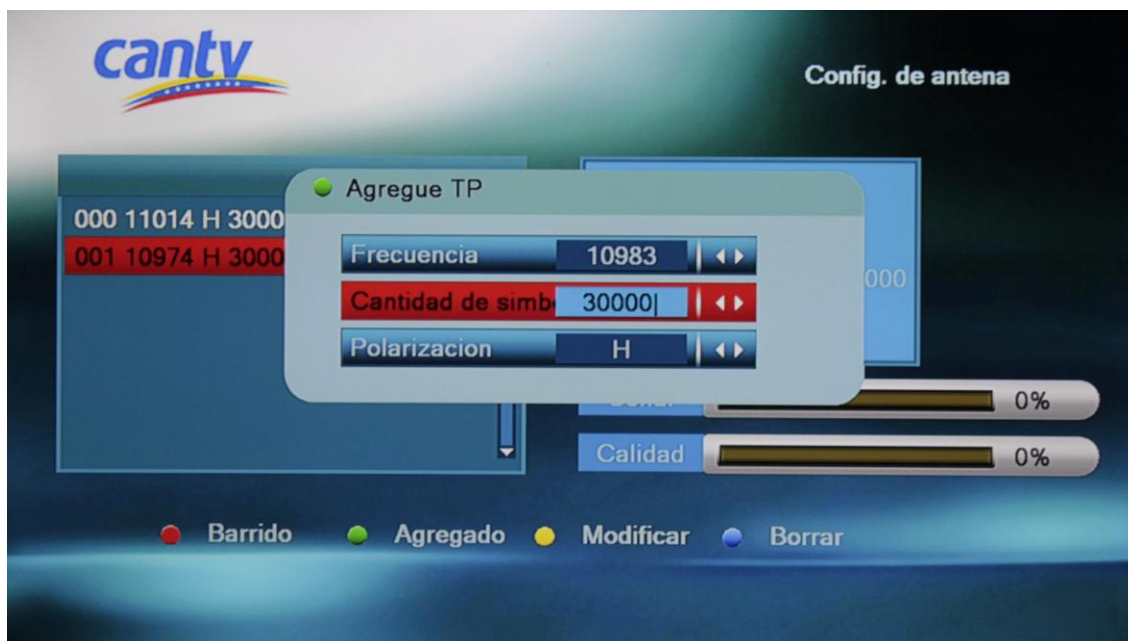 cantv
Config. de antena
Agregue TP
000 11014 H 3000
001 10974 H 3000
Frecuencia 10983
000
Cantidad de simb 30000
Polarizacion H
0%
Calidad 0%
Barrido Agregado Modificar Borrar